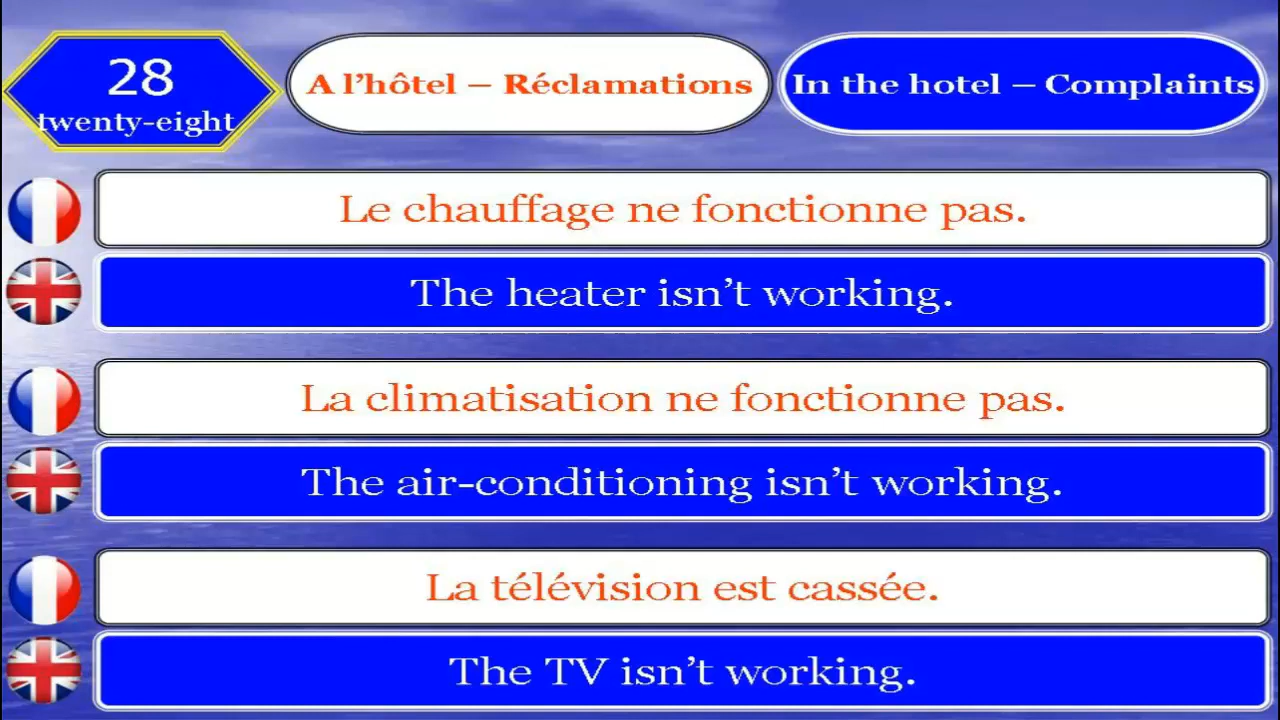 28
twenty-eight
A l’hôtel – Réclamations
In the hotel – Complaints
Le chauffage ne fonctionne pas.
The heater isn’t working.
La climatisation ne fonctionne pas.
The air-conditioning isn’t working.
La télévision est cassée.
The TV isn’t working.